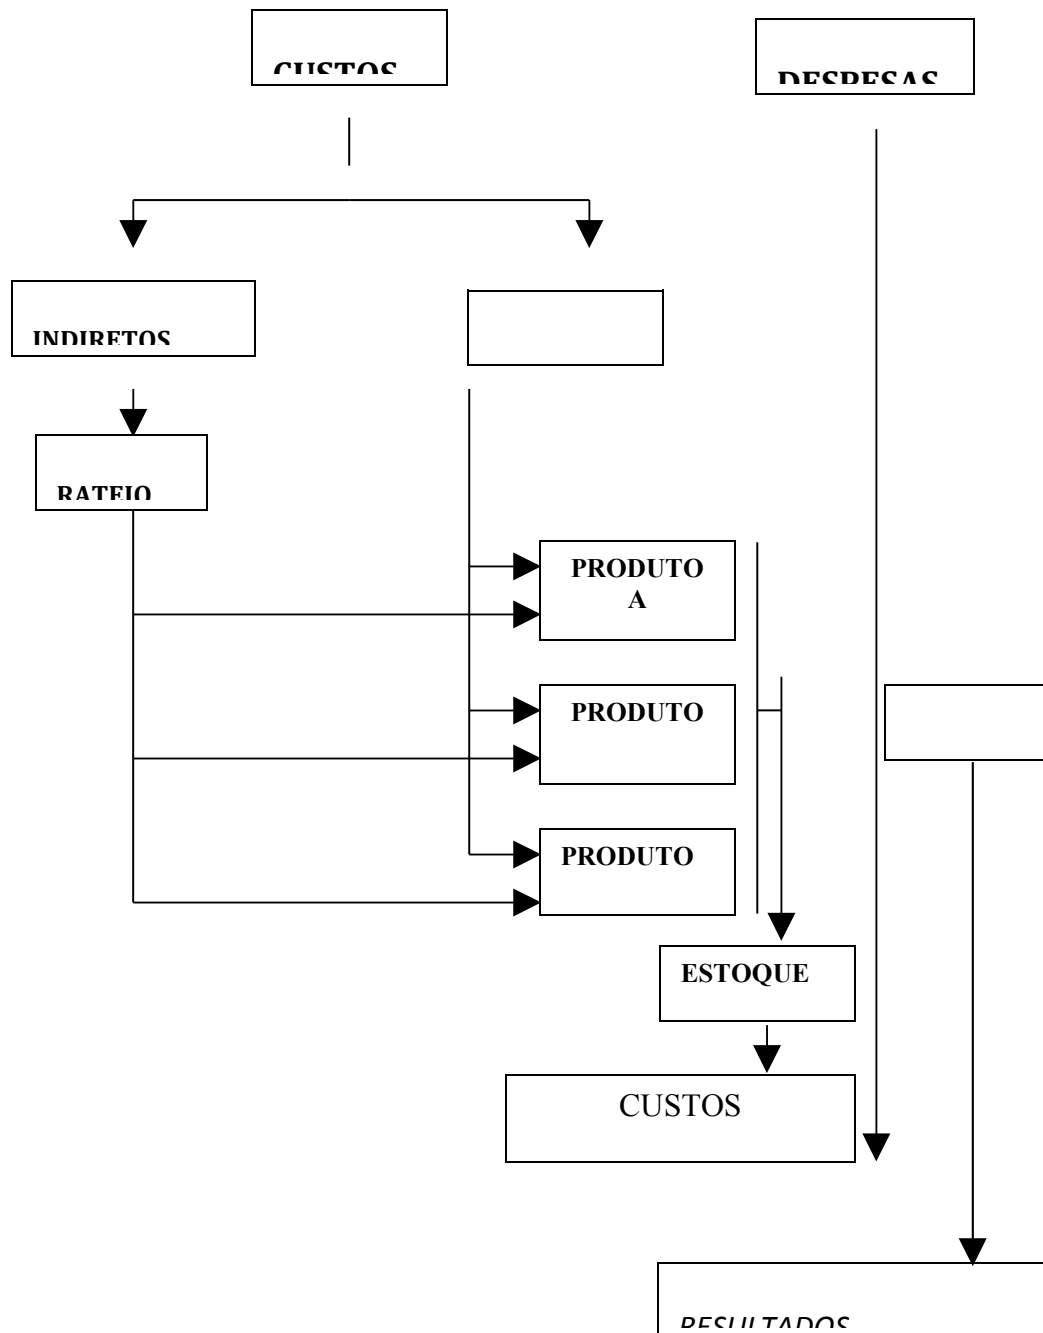 CUSTOS
DESPESAS
INDIRETOS
RATEIO
PRODUTO
A
PRODUTO
PRODUTO
ESTOQUE
CUSTOS
RESULTADOS